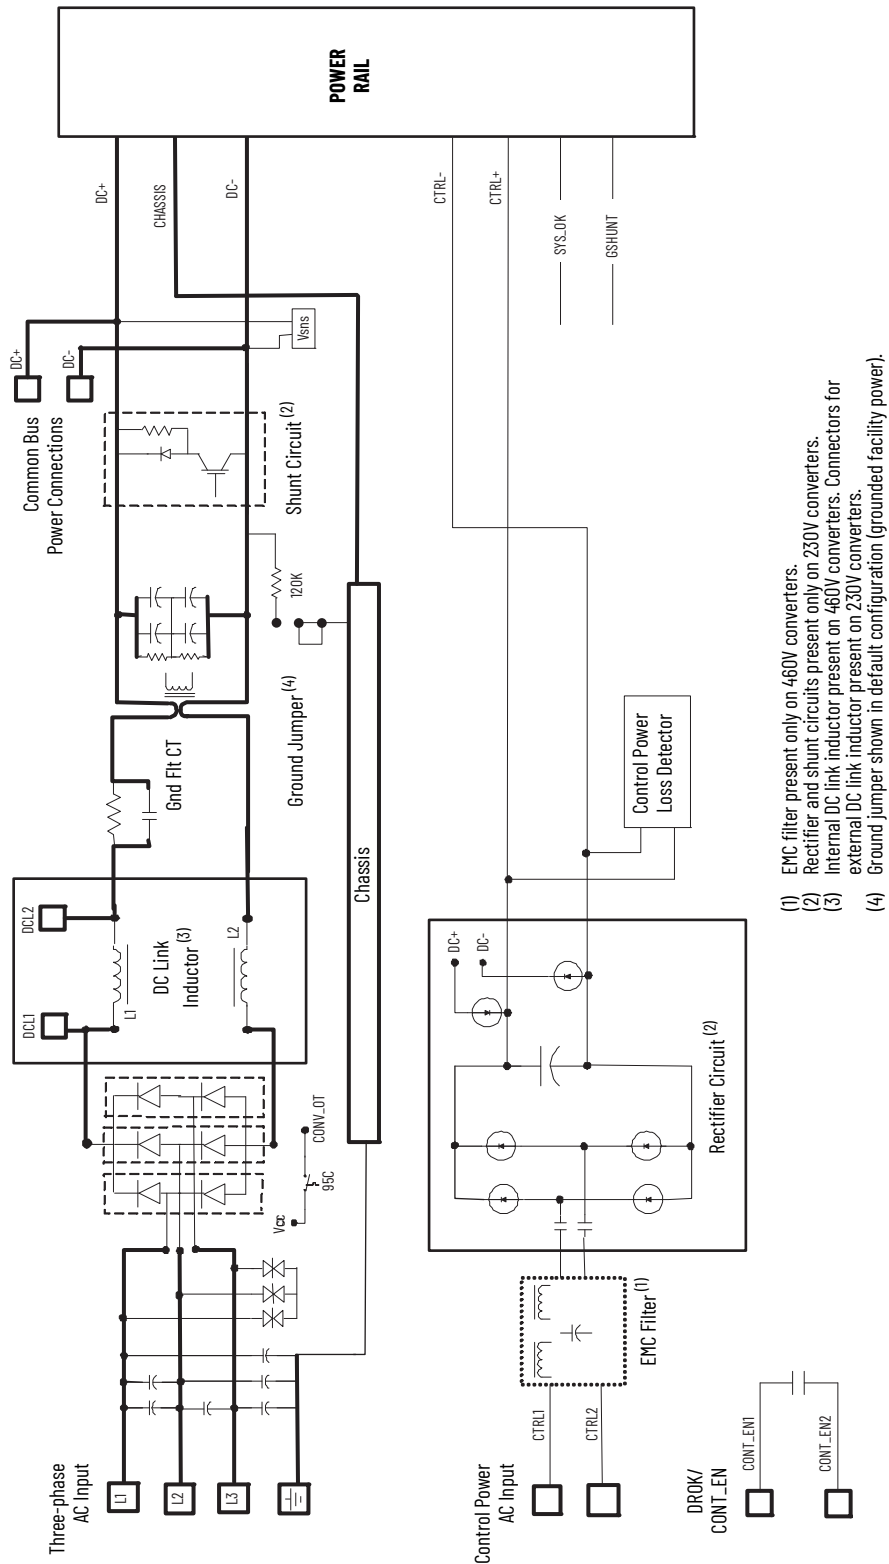 POWER
RAIL
DC+
CHASSIS
DC-
CTRL-
CTRL+
SYS_OK
GSHUNT
DC+
DC-
Common Bus
Power Connections
Vsns
Shunt Circuit (2)
120K
Ground Jumper (4)
Gnd Flt CT
Chassis
DCL2
DCL1
L1
L2
DC Link
Inductor (3)
CONV_OT
95C
Vcc
Three-phase
AC Input
L1
L2
L3
Control Power
Loss Detector
DC+
DC-
Rectifier Circuit (2)
EMC Filter (1)
CTRL1
CTRL2
Control Power
AC Input
DROK/
CONT_EN
CONT_EN1
CONT_EN2
(1) EMC filter present only on 460V converters.
(2) Rectifier and shunt circuits present only on 230V converters.
(3) Internal DC link inductor present on 460V converters. Connectors for
external DC link inductor present on 230V converters.
(4) Ground jumper shown in default configuration (grounded facility power).